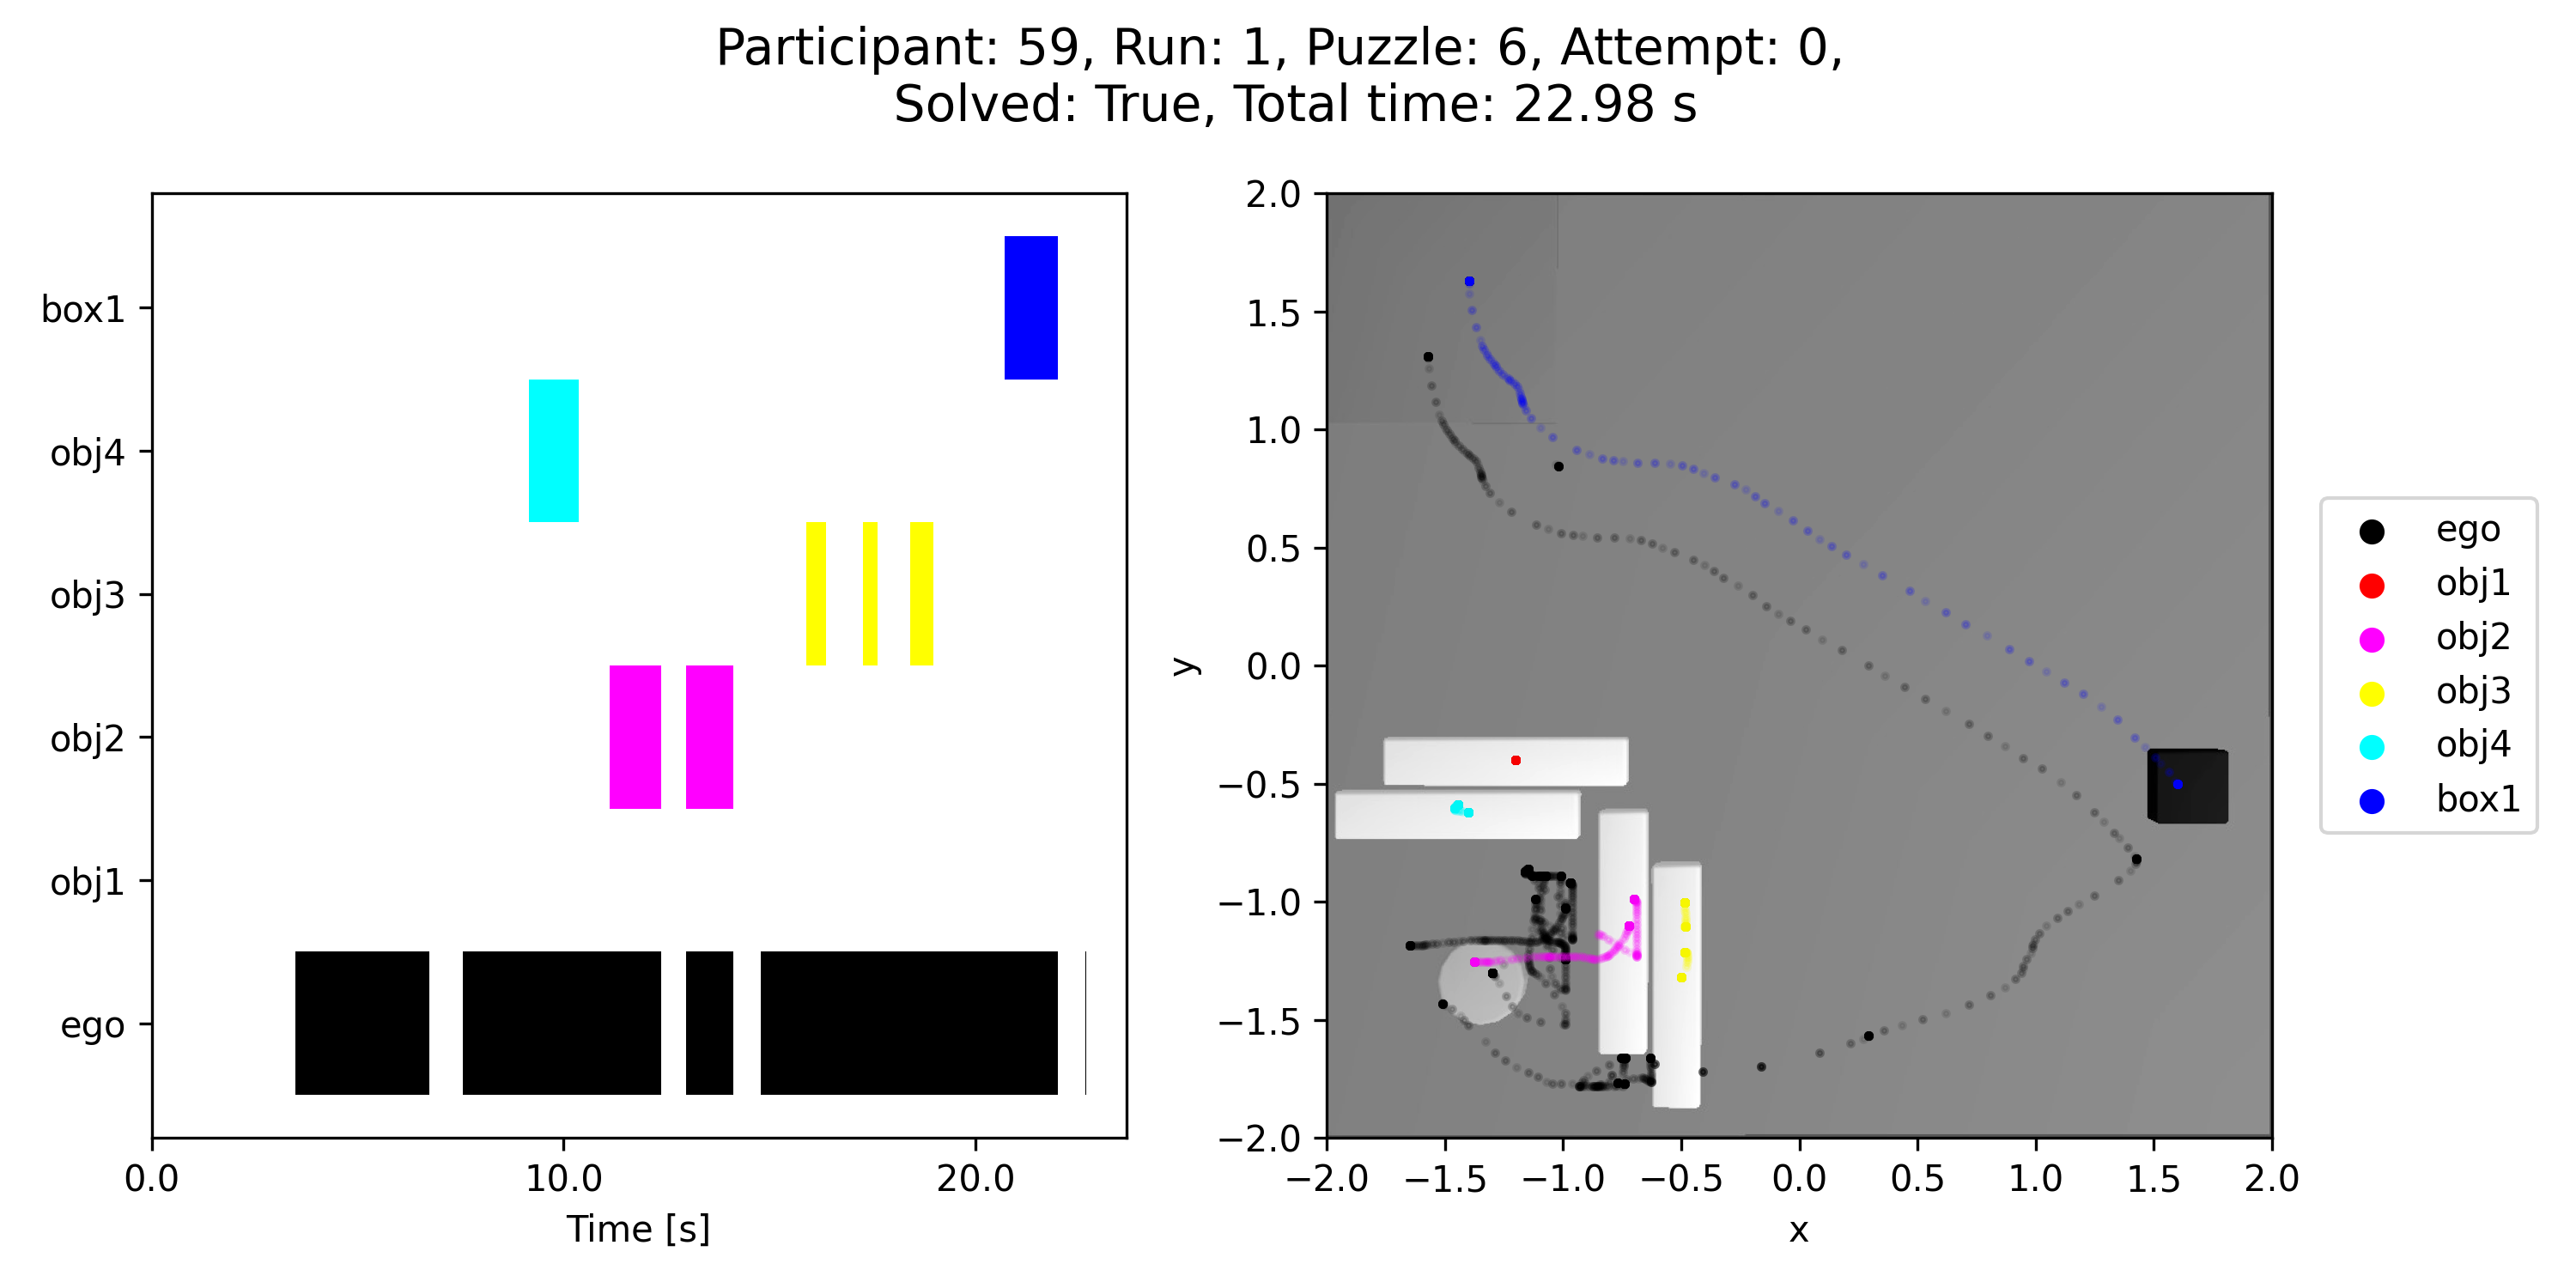 Participant: 59, Run: 1, Puzzle: 6, Attempt: 0,
Solved: True, Total time: 22.98 s
box1
obj4
obj3
obj2
obj1
ego
0.0
10.0
20.0
Time [s]
2.0
1.5
1.0
0.5
0.0
−0.5
−1.0
−1.5
−2.0
y
−2.0
−1.5
−1.0
−0.5
0.0
0.5
1.0
1.5
2.0
x
ego
obj1
obj2
obj3
obj4
box1